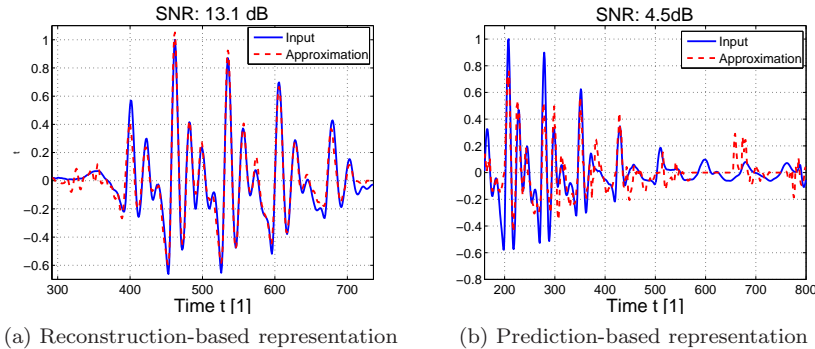 SNR: 13.1 dB
Input
Approximation
1
0.8
0.6
0.4
0.2
0
−0.2
−0.4
−0.6
t
300 400 500 600 700
Time t [1]
(a) Reconstruction-based representation
SNR: 4.5dB
Input
Approximation
1
0.8
0.6
0.4
0.2
0
−0.2
−0.4
−0.6
−0.8
200 300 400 500 600 700 800
Time t [1]
(b) Prediction-based representation